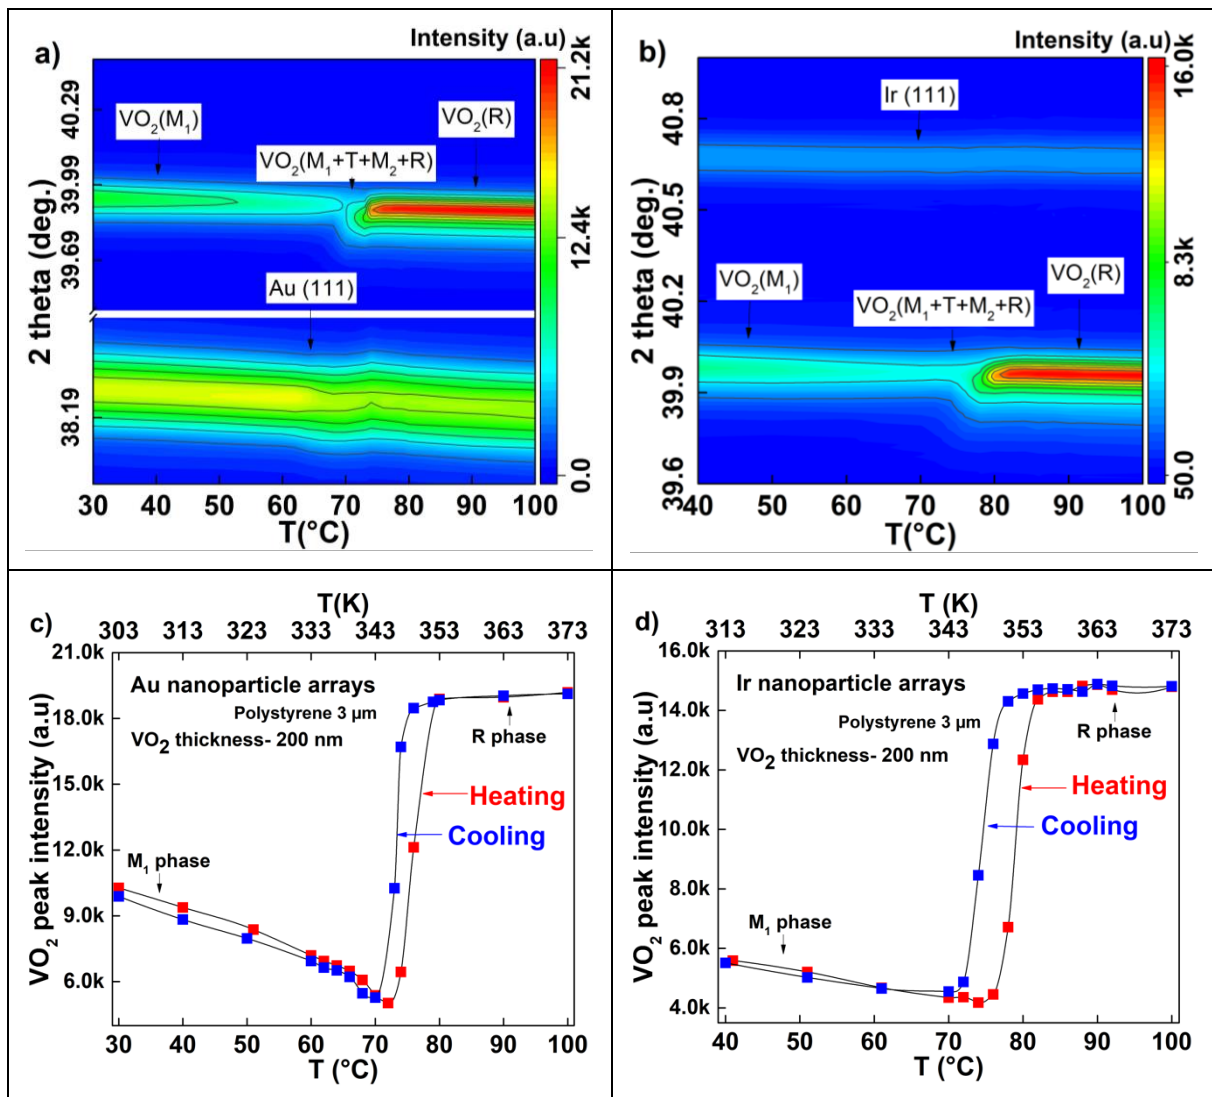 a)
Intensity (a.u)
21.2k
12.4k
0.0
2 theta (deg.)
40.29
39.99
39.69
38.19
VO2(M1)
VO2(M1+T+M2+R)
VO2(R)
Au (111)
30 40 50 60 70 80 90 100
T(°C)
b)
Intensity (a.u)
16.0k
8.3k
50.0
2 theta (deg.)
40.8
40.5
40.2
39.9
39.6
Ir (111)
VO2(M1)
VO2(M1+T+M2+R)
VO2(R)
40 50 60 70 80 90 100
T(°C)
c)
T(K)
303 313 323 333 343 353 363 373
21.0k
18.0k
15.0k
12.0k
9.0k
6.0k
VO2 peak intensity (a.u)
Au nanoparticle arrays
Polystyrene 3 µm
VO2 thickness- 200 nm
R phase
Heating
Cooling
M1 phase
30 40 50 60 70 80 90 100
T (°C)
d)
T (K)
313 323 333 343 353 363 373
16.0k
14.0k
12.0k
10.0k
8.0k
6.0k
4.0k
VO2 peak intensity (a.u)
Ir nanoparticle arrays
Polystyrene 3 µm
VO2 thickness- 200 nm
R phase
Heating
Cooling
M1 phase
40 50 60 70 80 90 100
T (°C)